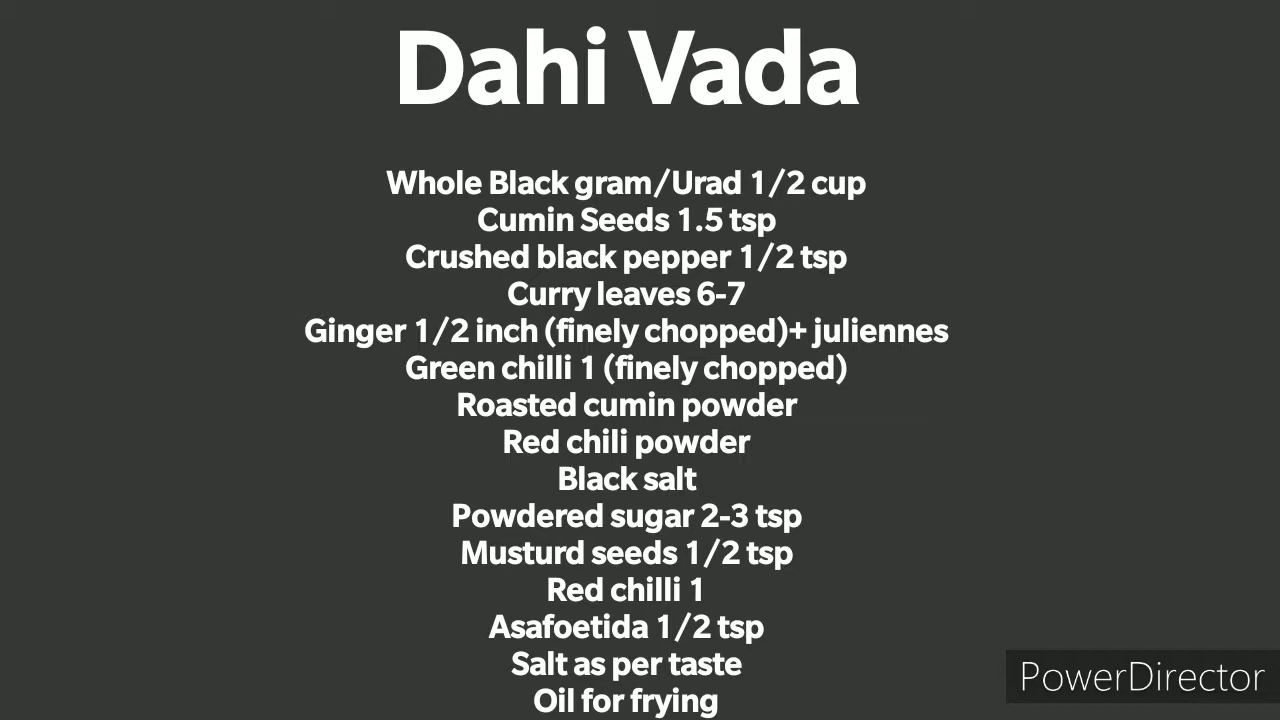 Dahi Vada
Whole Black gram/Urad 1/2 cup
Cumin Seeds 1.5 tsp
Crushed black pepper 1/2 tsp
Curry leaves 6-7
Ginger 1/2 inch (finely chopped)+ juliennes
Green chilli 1 (finely chopped)
Roasted cumin powder
Red chili powder
Black salt
Powdered sugar 2-3 tsp
Musturd seeds 1/2 tsp
Red chilli 1
Asafoetida 1/2 tsp
Salt as per taste
Oil for frying
PowerDirector